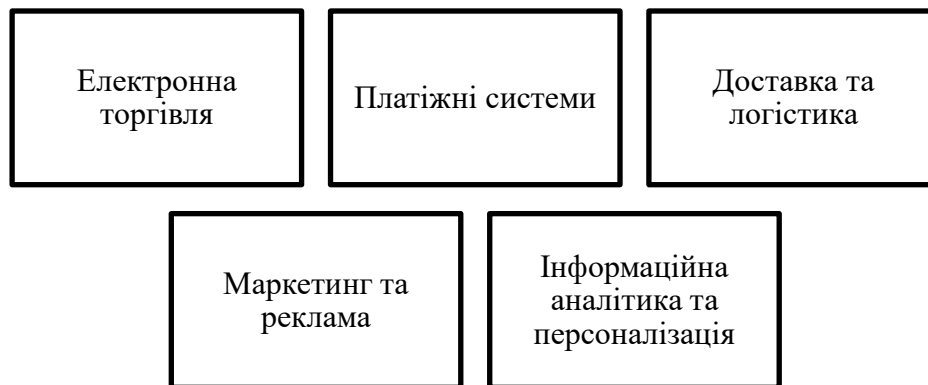 Електронна
торгівля
Платіжні системи
Доставка та
логістика
Маркетинг та
реклама
Інформаційна
аналітика та
персоналізація